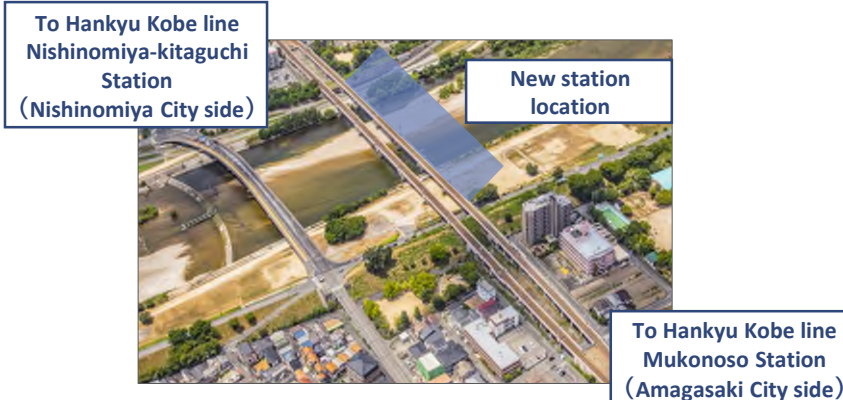 To Hankyu Kobe line
Nishinomiya-kitaguchi
Station
（Nishinomiya City side）
New station
location
To Hankyu Kobe line
Mukonoso Station
（Amagasaki City side）